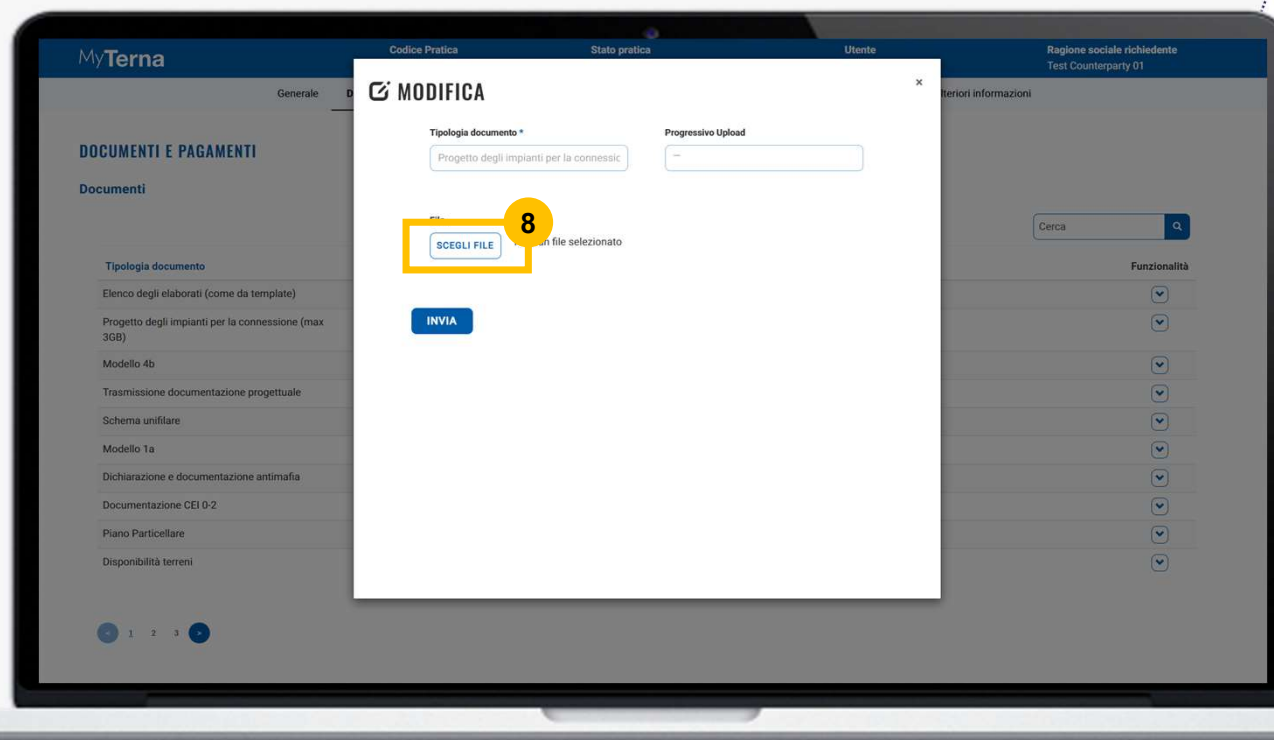 MyTerna
Codice Pratica
Stato pratica
Utente
Ragione sociale richiedente
Test Counterparty 01
Generale
D
lteriori informazioni
DOCUMENTI E PAGAMENTI
Documenti
Cerca
Tipologia documento
Funzionalità
Elenco degli elaborati (come da template)
Progetto degli impianti per la connessione (max
3GB)
Modello 4b
Trasmissione documentazione progettuale
Schema unifilare
Modello 1a
Dichiarazione e documentazione antimafia
Documentazione CEI 0-2
Piano Particellare
Disponibilità terreni
« 1 2 3 »
MODIFICA
×
Tipologia documento *
Progressivo Upload
Progetto degli impianti per la connessic
—
8
SCEGLI FILE
file selezionato
INVIA